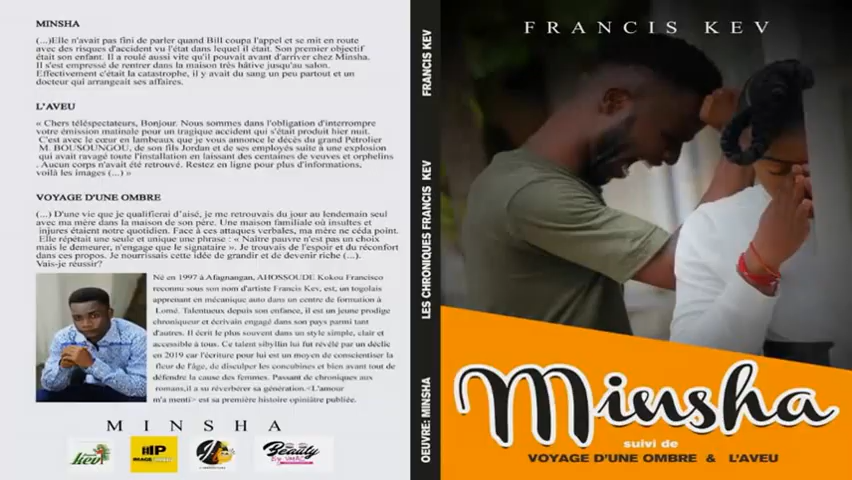 MINSHA
(...)Elle n'avait pas fini de parler quand Bill coupa l'appel et se mit en route
avec des risques d'accident vu l'état dans lequel il était. Son premier objectif
était son enfant. Il a roulé aussi vite qu'il pouvait avant d'arriver chez Minsha.
Il s'est empressé de rentrer dans la maison très hâtive jusqu'au salon.
Effectivement c'était la catastrophe, il y avait du sang un peu partout et un
docteur qui arrangeait ses affaires.
L'AVEU
« Chers téléspectateurs, Bonjour. Nous sommes dans l'obligation d'interrompre
votre émission matinale pour un tragique accident qui s'était produit hier nuit.
C'est avec le cœur en lambeaux que je vous annonce le décès du grand Pétrolier
M. BOUSOUNGOU, de son fils Jordan et de ses employés suite à une explosion
qui avait ravagé toute l'installation en laissant des centaines de veuves et orphelins
. Aucun corps n'avait été retrouvé. Restez en ligne pour plus d'informations,
voilà les images (...) »
VOYAGE D'UNE OMBRE
(...) D'une vie que je qualifierai d'aisé, je me retrouvais du jour au lendemain seul
avec ma mère dans la maison de son père. Une maison familiale où insultes et
injures étaient notre quotidien. Face à ces attaques verbales, ma mère ne céda point.
Elle répétait une seule et unique une phrase : « Naître pauvre n'est pas un choix
mais le demeurer, n'engage que le signataire ». Je trouvais de l'espoir et du réconfort
dans ces propos. Je nourrissais cette idée de grandir et de devenir riche (...).
Vais-je réussir?
Né en 1997 à Afagnangan, AHOSSOUDE Kokou Francisco
reconnu sous son nom d'artiste Francis Kev, est, un togolais
apprenant en mécanique auto dans un centre de formation à
Lomé. Talentueux depuis son enfance, il est un jeune prodige
chroniqueur et écrivain engagé dans son pays parmi tant
d'autres. Il écrit le plus souvent dans un style simple, clair et
accessible à tous. Ce talent sibyllin lui fut révélé par un déclic
en 2019 car l'écriture pour lui est un moyen de conscientiser la
fleur de l'âge, de disculper les concubines et bien avant tout de
défendre la cause des femmes. Passant de chroniques aux
romans,il a su réverbérer sa génération.<L'amour
m'a menti> est sa première histoire opiniâtre publiée.
MINSHA
kev
Beauty
FRANCIS KEV
LES CHRONIQUES FRANCIS KEV
OEUVRE: MINSHA
FRANCIS KEV
Minsha
suivi de
VOYAGE D'UNE OMBRE & L'AVEU